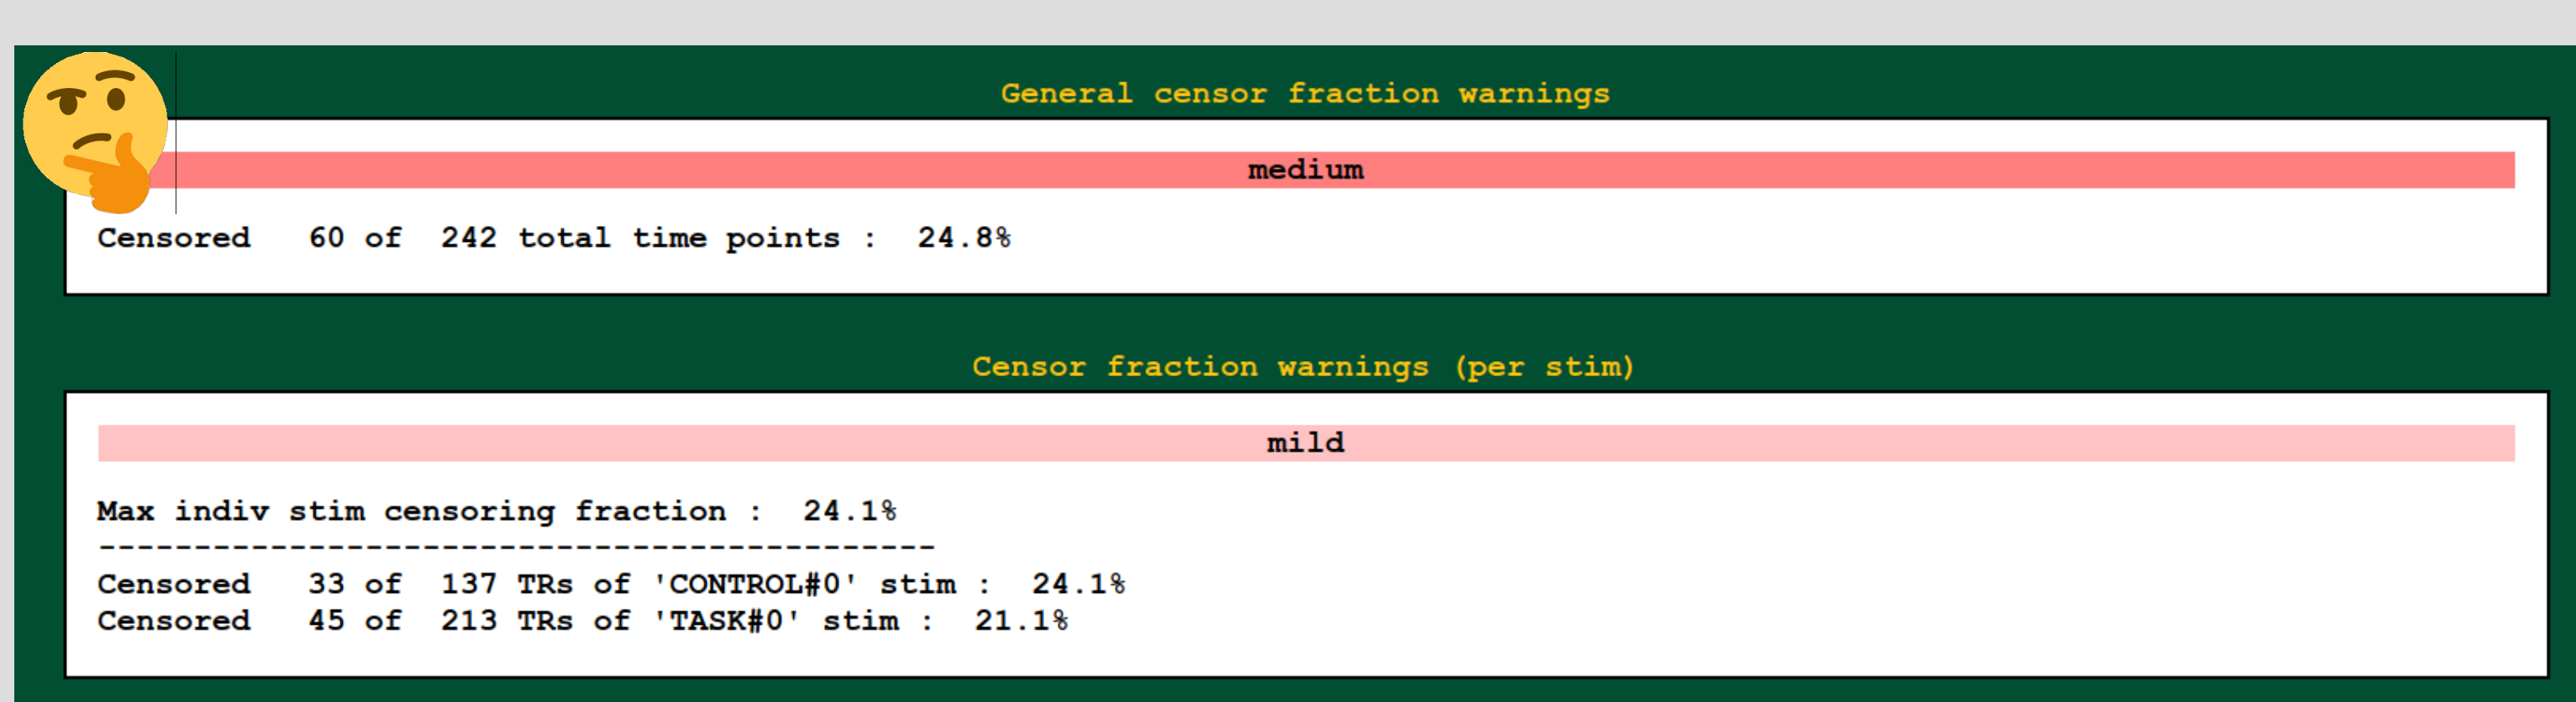 General censor fraction warnings
medium
Censored   60 of  242 total time points :  24.8%
Censor fraction warnings (per stim)
mild
Max indiv stim censoring fraction :  24.1%
--------------------------------------------
Censored   33 of  137 TRs of 'CONTROL#0' stim :  24.1%
Censored   45 of  213 TRs of 'TASK#0' stim :  21.1%